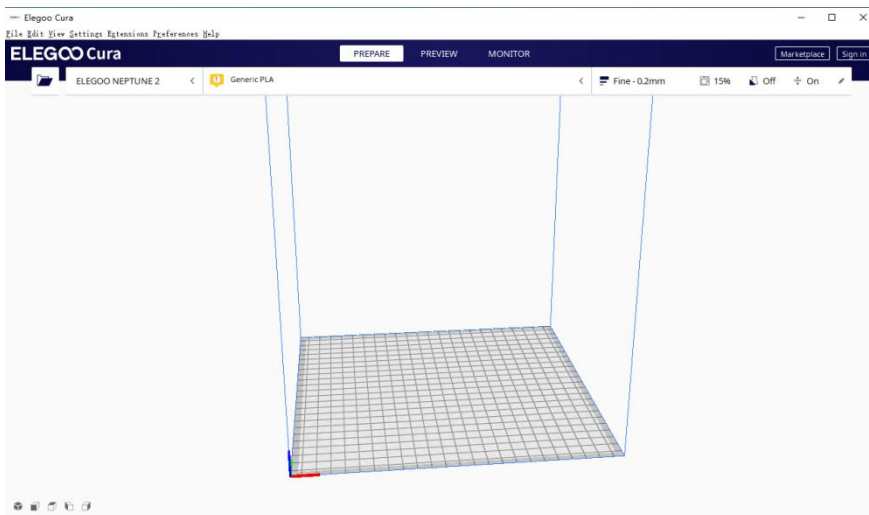 Elegoo Cura
File Edit View Settings Extensions Preferences Help
ELEGOO Cura PREPARE PREVIEW MONITOR Marketplace Sign in
ELEGOO NEPTUNE 2 Generic PLA Fine - 0.2mm 15% Off On